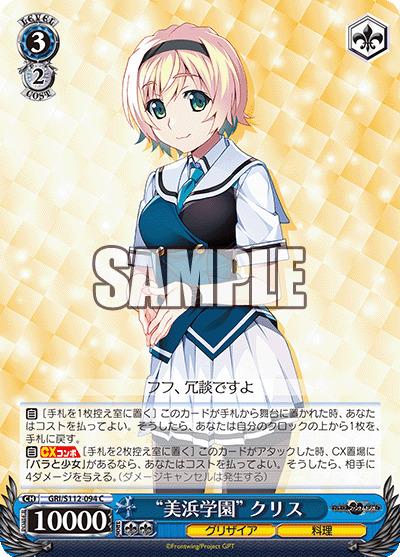 LEVEL
3
2
COST
SAMPLE
フフ、冗談ですよ
自 [手札を1枚控え室に置く] このカードが手札から舞台に置かれた時、あなた
はコストを払ってよい。そうしたら、あなたは自分のクロックの上から1枚を、
手札に戻す。
自 CXコンボ [手札を2枚控え室に置く] このカードがアタックした時、CX置場に
「バラと少女」があるなら、あなたはコストを払ってよい。そうしたら、相手に
4ダメージを与える。(ダメージキャンセルは発生する)
CH GRI/S112-094 C
10000
“美浜学園” クリス
グリザイア 料理
©Frontwing/Project GPT